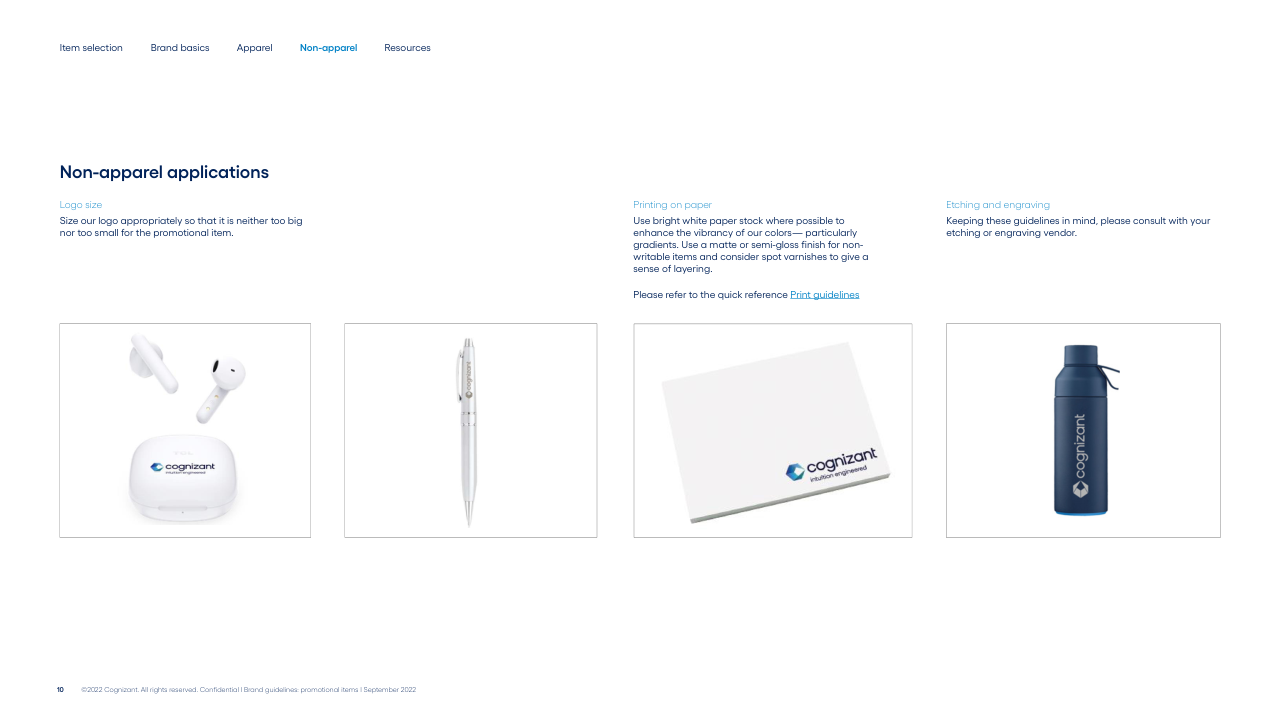 Item selection Brand basics Apparel Non-apparel Resources
Non-apparel applications
Logo size
Size our logo appropriately so that it is neither too big
nor too small for the promotional item.
Printing on paper
Use bright white paper stock where possible to
enhance the vibrancy of our colors— particularly
gradients. Use a matte or semi-gloss finish for non-
writable items and consider spot varnishes to give a
sense of layering.
Please refer to the quick reference Print guidelines
Etching and engraving
Keeping these guidelines in mind, please consult with your
etching or engraving vendor.
cognizant
intuition engineered
cognizant
cognizant
intuition engineered
cognizant
10 ©2022 Cognizant. All rights reserved. Confidential | Brand guidelines: promotional items | September 2022